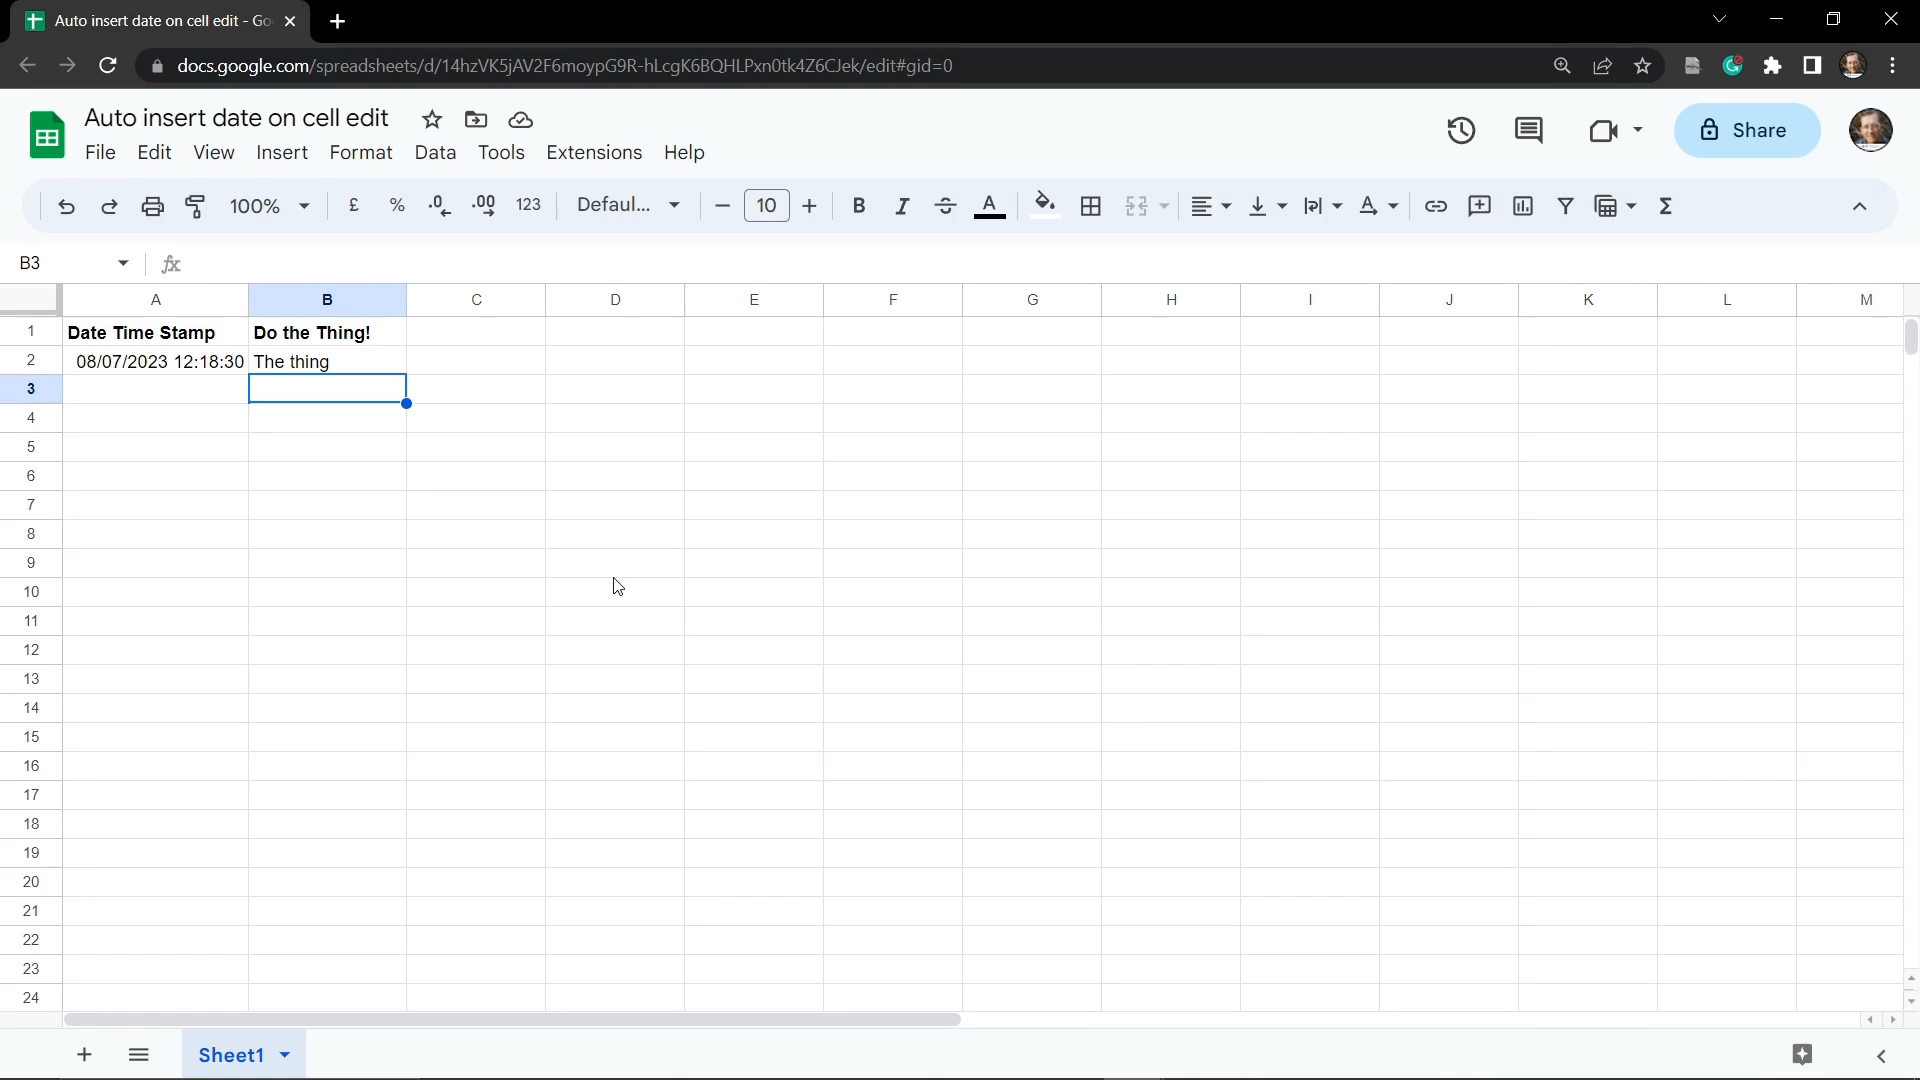 Auto insert date on cell edit - Go
docs.google.com/spreadsheets/d/14hzVK5jAV2F6moypG9R-hLcgK6BQHLPxn0tk4Z6CJek/edit#gid=0
Auto insert date on cell edit
File Edit View Insert Format Data Tools Extensions Help
Share
100% £ % .0 .00 123 Defaul... 10 B I A Σ
B3 fx
A B C D E F G H I J K L M
1 Date Time Stamp Do the Thing!
2 08/07/2023 12:18:30 The thing
3
4
5
6
7
8
9
10
11
12
13
14
15
16
17
18
19
20
21
22
23
24
Sheet1